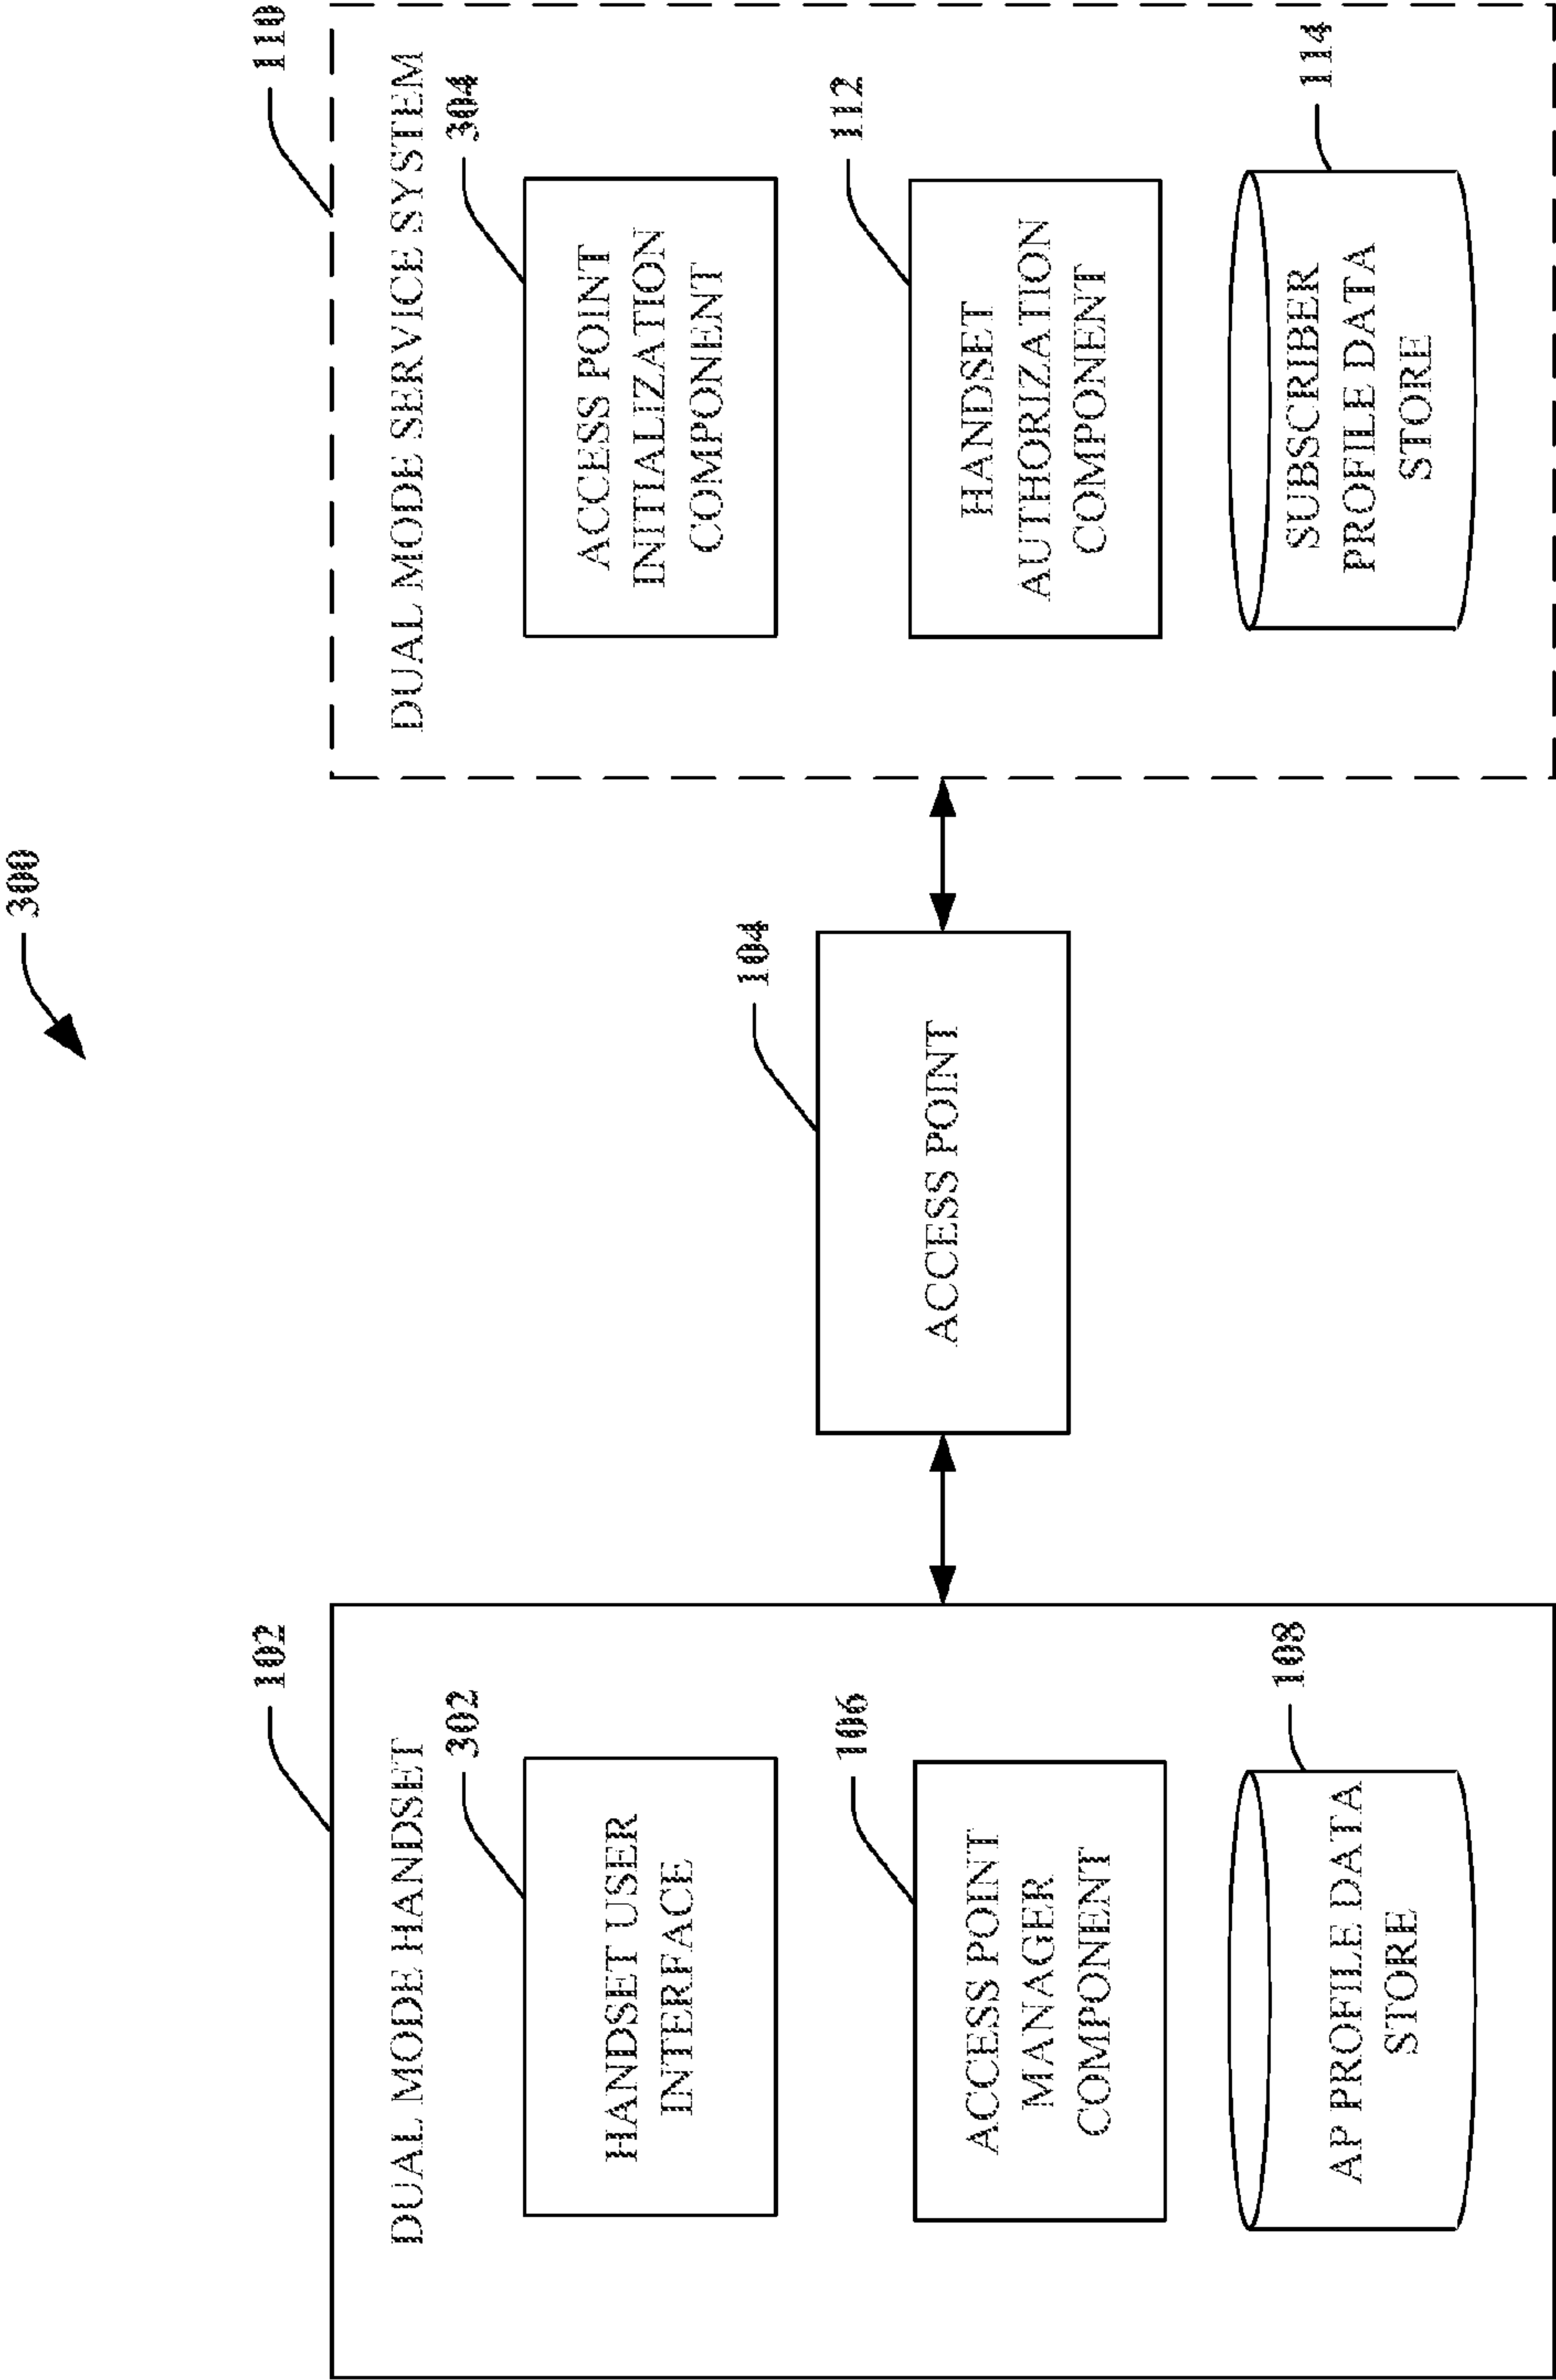 300
102
DUAL MODE HANDSET
302
HANDSET USER
INTERFACE
106
ACCESS POINT
MANAGER
COMPONENT
108
AP PROFILE DATA
STORE
104
ACCESS POINT
110
DUAL MODE SERVICE SYSTEM
304
ACCESS POINT
INITIALIZATION
COMPONENT
112
HANDSET
AUTHORIZATION
COMPONENT
114
SUBSCRIBER
PROFILE DATA
STORE